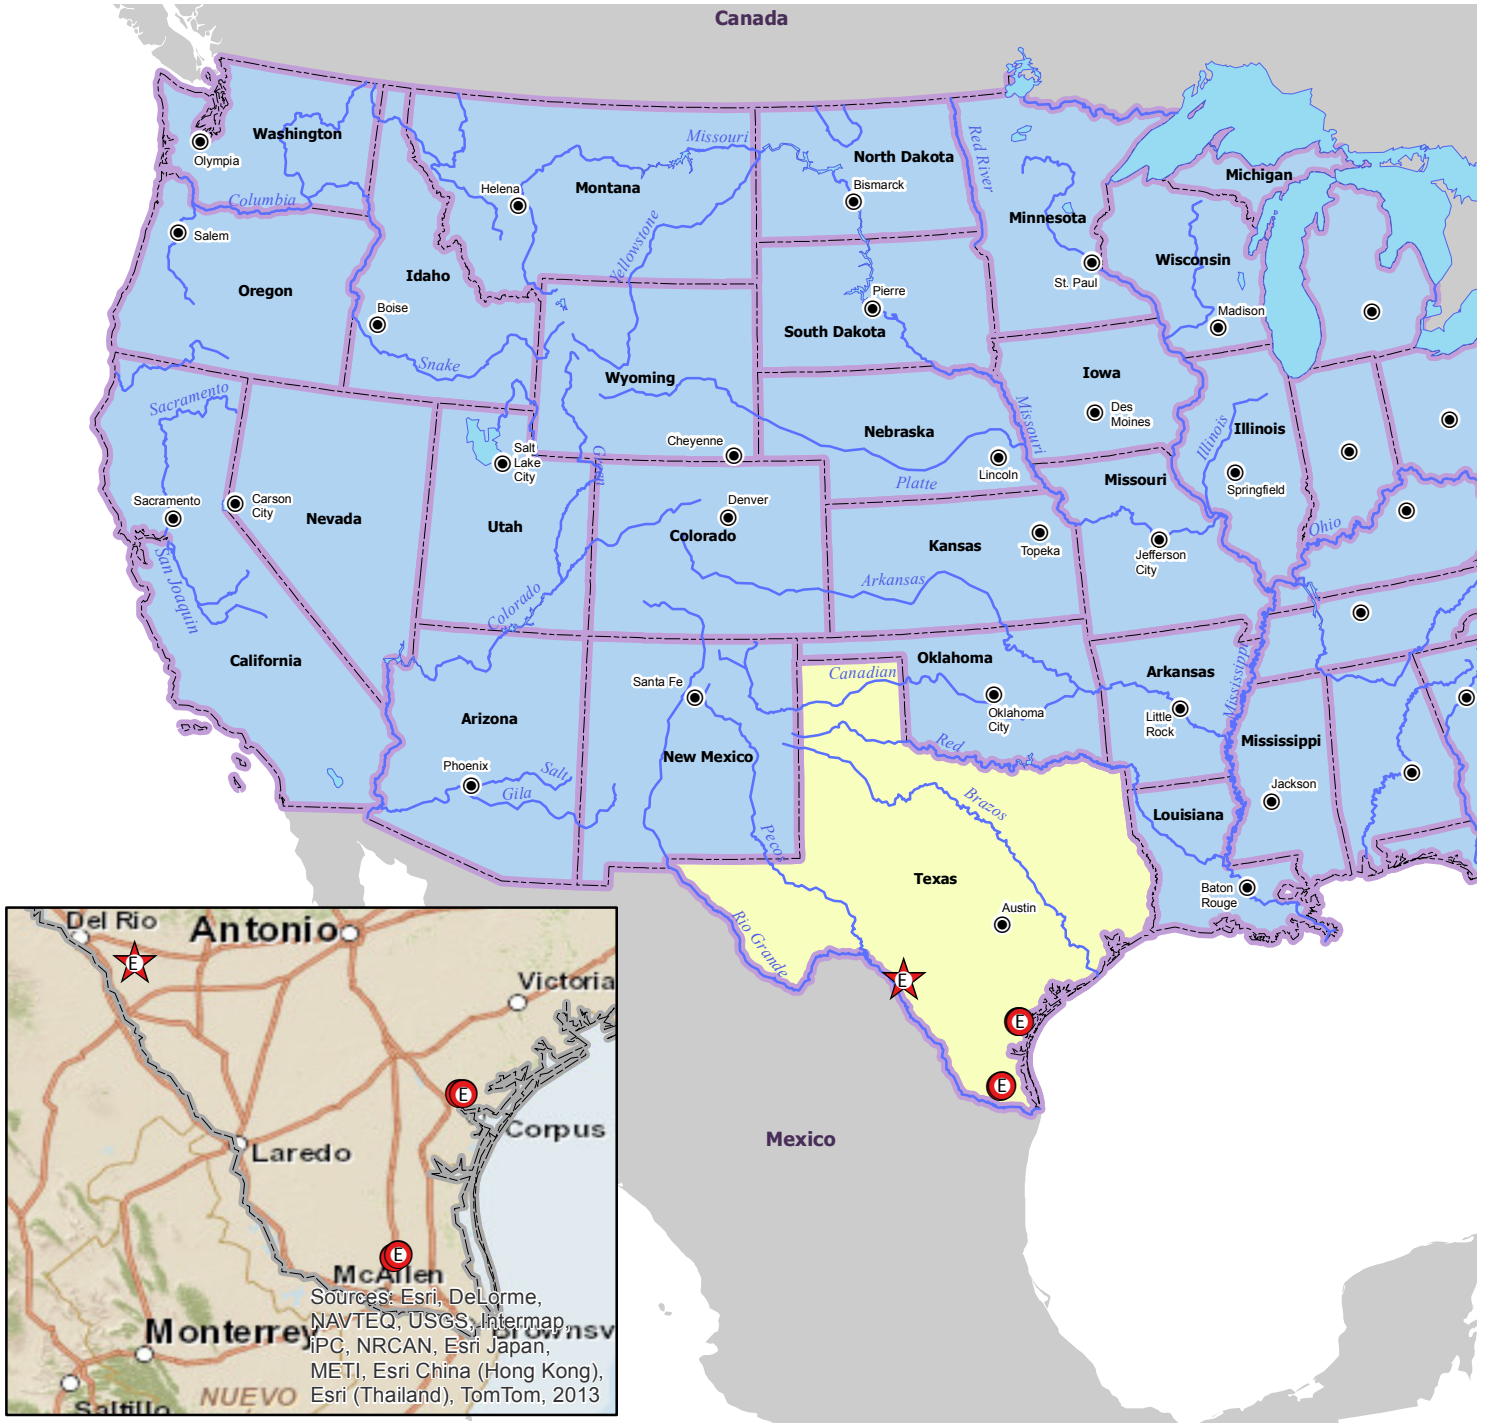 Canada
Washington
Olympia
Columbia
Salem
Oregon
Idaho
Boise
Snake
Helena
Montana
Missouri
Yellowstone
North Dakota
Bismarck
Red River
Minnesota
St. Paul
Michigan
Wisconsin
Madison
Pierre
South Dakota
Wyoming
Cheyenne
Iowa
Des
Moines
Missouri
Nebraska
Lincoln
Platte
Illinois
Illinois
Springfield
Sacramento
Sacramento
Carson
City
Nevada
Salt
Lake
City
Utah
Green
Denver
Colorado
Colorado
Kansas
Topeka
Missouri
Jefferson
City
Ohio
San Joaquin
California
Arkansas
Arizona
Phoenix
Salt
Gila
Santa Fe
New Mexico
Pecos
Canadian
Oklahoma
Oklahoma
City
Red
Arkansas
Little
Rock
Mississippi
Mississippi
Jackson
Louisiana
Baton
Rouge
Brazos
Texas
Austin
Rio Grande
E
E
E
Mexico
Del Rio
Antonio
E
Victoria
E
Corpus
Laredo
E
McAllen
Monterrey
Brownsv
NUEVO
Saltillo
Sources: Esri, DeLorme,
NAVTEQ, USGS, Intermap,
iPC, NRCAN, Esri Japan,
METI, Esri China (Hong Kong),
Esri (Thailand), TomTom, 2013